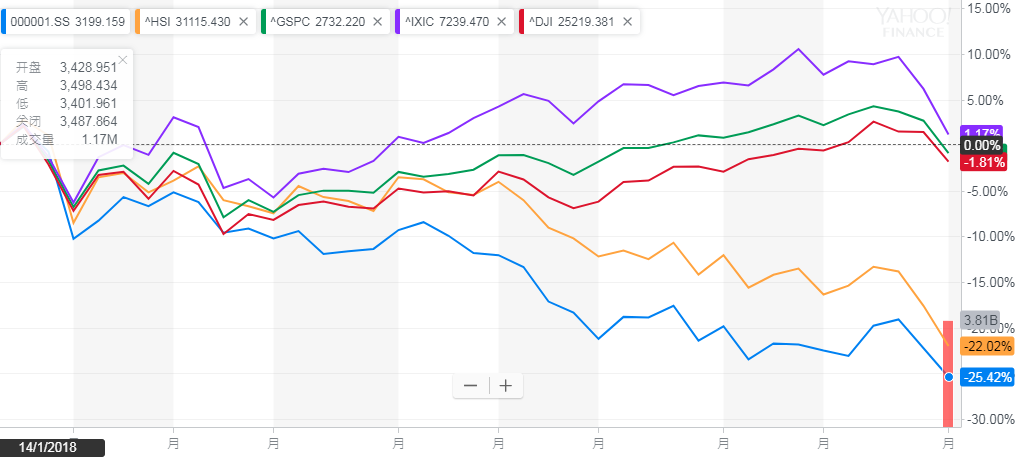 000001.SS 3199.159 ^HSI 31115.430 ^GSPC 2732.220 ^IXIC 7239.470 ^DJI 25219.381
YAHOO!
FINANCE
15.00%
开盘 3,428.951
高 3,498.434
低 3,401.961
关闭 3,487.864
成交量 1.17M
10.00%
5.00%
1.17%
0.00%
-1.81%
-5.00%
-10.00%
-15.00%
3.81B
-20.00%
-22.02%
-25.42%
-30.00%
14/1/2018 月 月 月 月 月 月 月